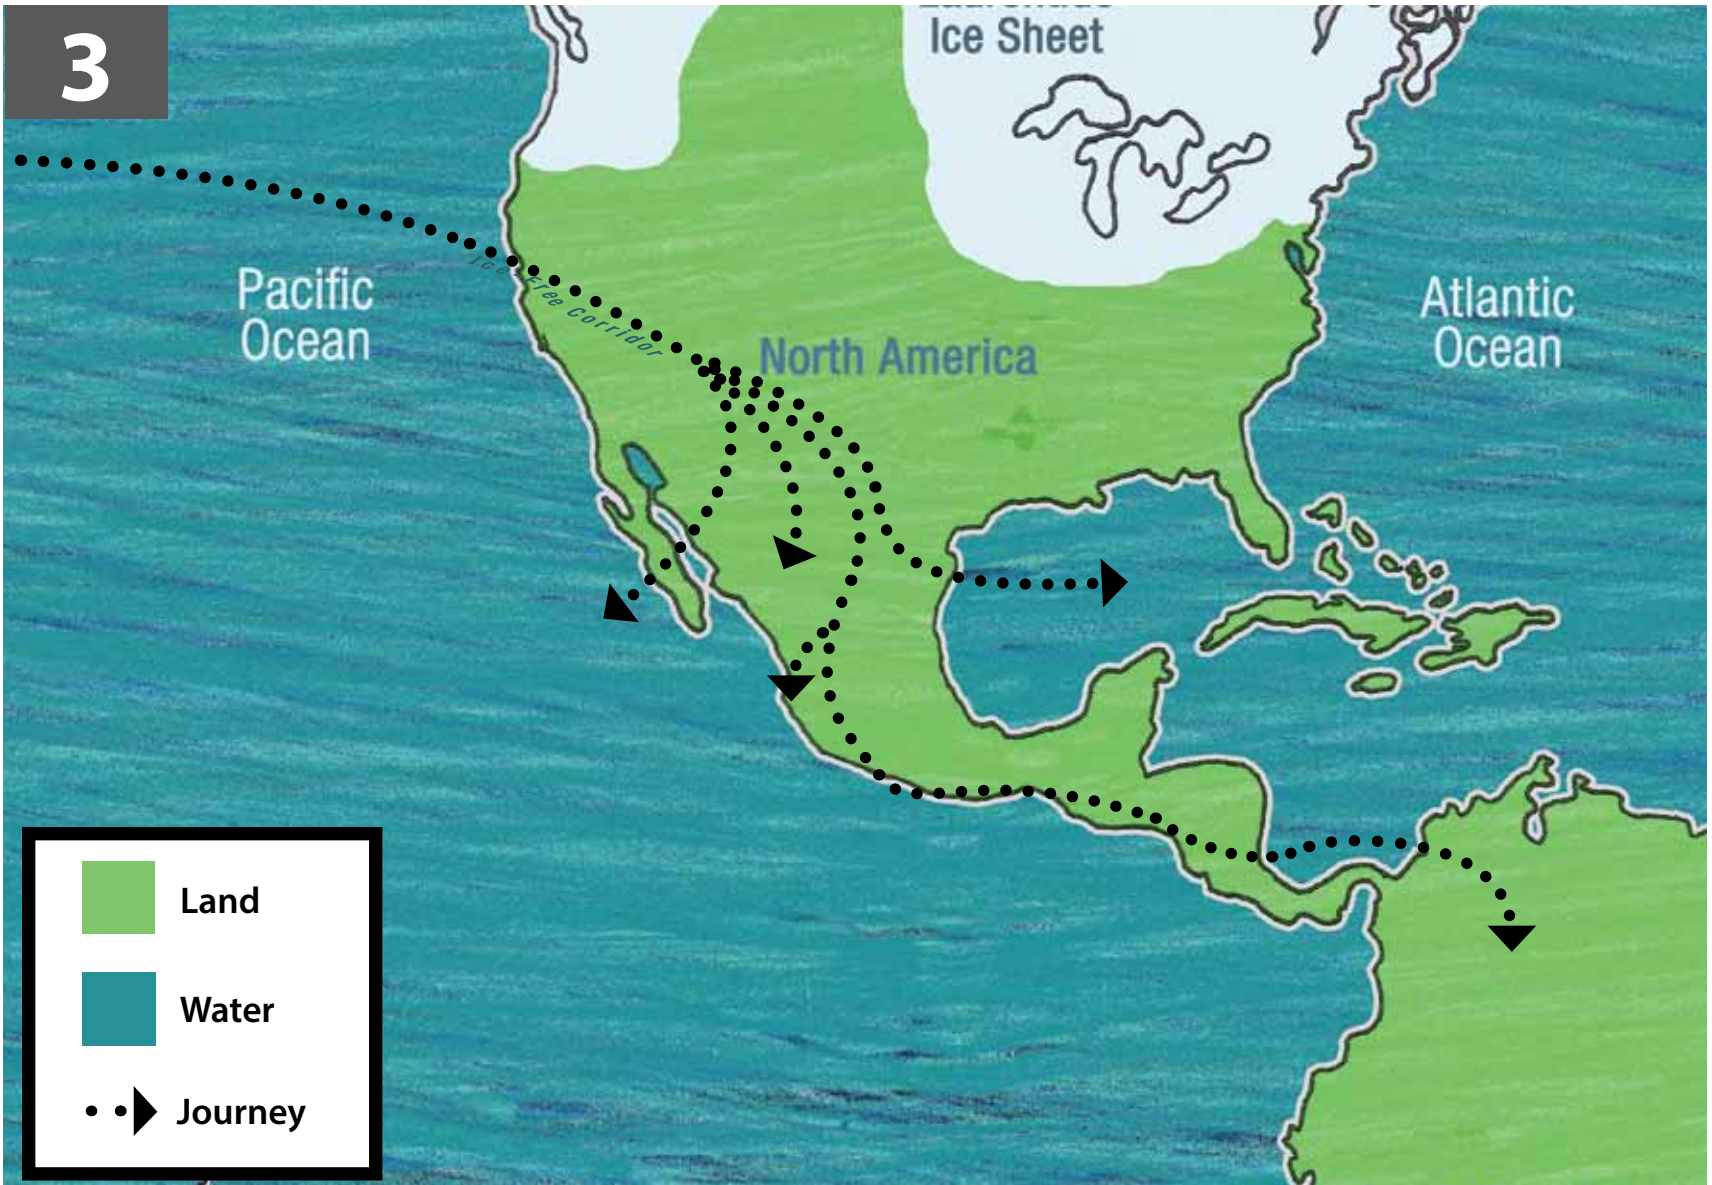 3
Ice Sheet
Ice-Free Corridor
Pacific
Ocean
North America
Atlantic
Ocean
Land
Water
Journey